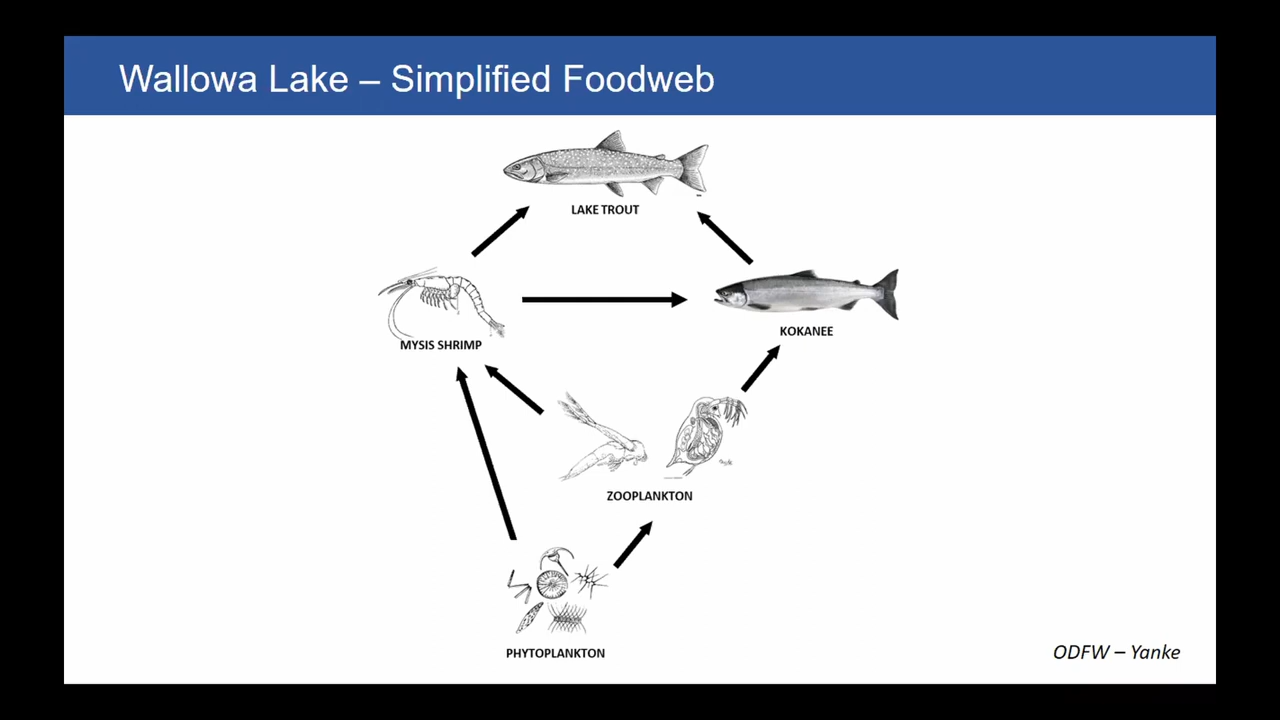 Wallowa Lake – Simplified Foodweb
LAKE TROUT
MYSIS SHRIMP
KOKANEE
ZOOPLANKTON
PHYTOPLANKTON
ODFW – Yanke